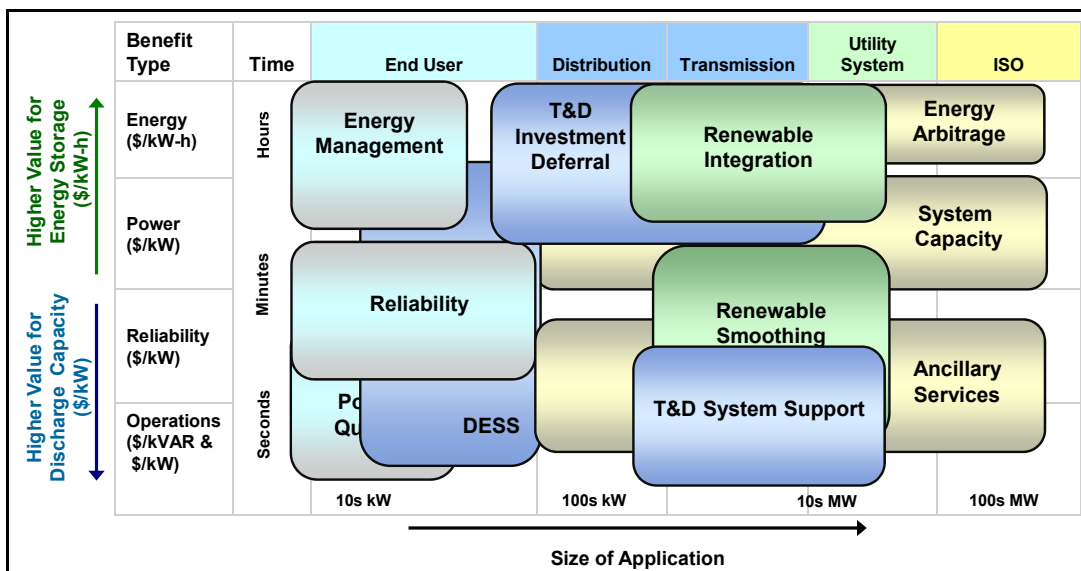 Benefit
Type
Time
End User
Distribution
Transmission
Utility
System
ISO
Higher Value for
Energy Storage
($/kW-h)
Higher Value for
Discharge Capacity
($/kW)
Energy
($/kW-h)
Power
($/kW)
Reliability
($/kW)
Operations
($/kVAR &
$/kW)
Hours
Minutes
Seconds
Energy
Management
T&D
Investment
Deferral
Renewable
Integration
Energy
Arbitrage
System
Capacity
Reliability
Renewable
Smoothing
Ancillary
Services
DESS
T&D System Support
10s kW
100s kW
10s MW
100s MW
Size of Application